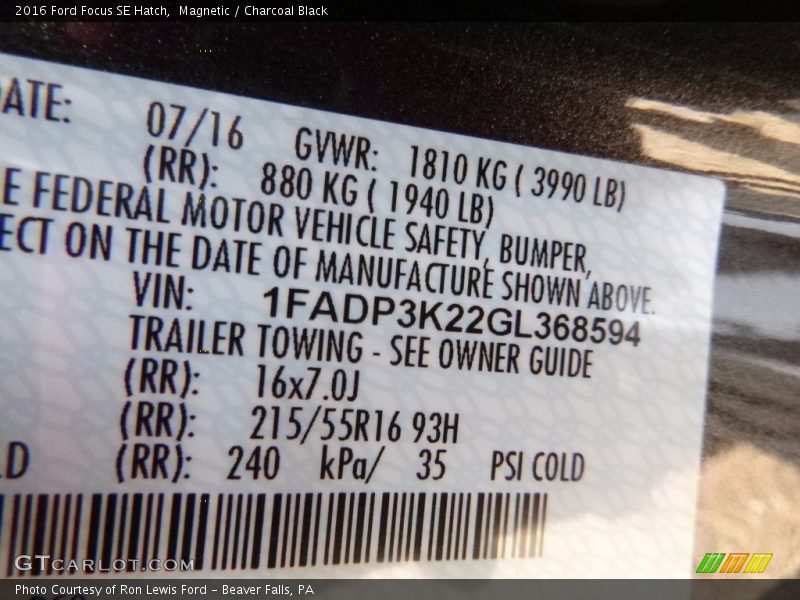 2016 Ford Focus SE Hatch, Magnetic / Charcoal Black
DATE: 07/16 GVWR: 1810 KG ( 3990 LB)
(RR): 880 KG ( 1940 LB)
E FEDERAL MOTOR VEHICLE SAFETY, BUMPER,
ECT ON THE DATE OF MANUFACTURE SHOWN ABOVE.
VIN: 1FADP3K22GL368594
TRAILER TOWING - SEE OWNER GUIDE
(RR): 16x7.0J
(RR): 215/55R16 93H
LD (RR): 240 kPa/ 35 PSI COLD
GTCARLOT.COM
Photo Courtesy of Ron Lewis Ford – Beaver Falls, PA